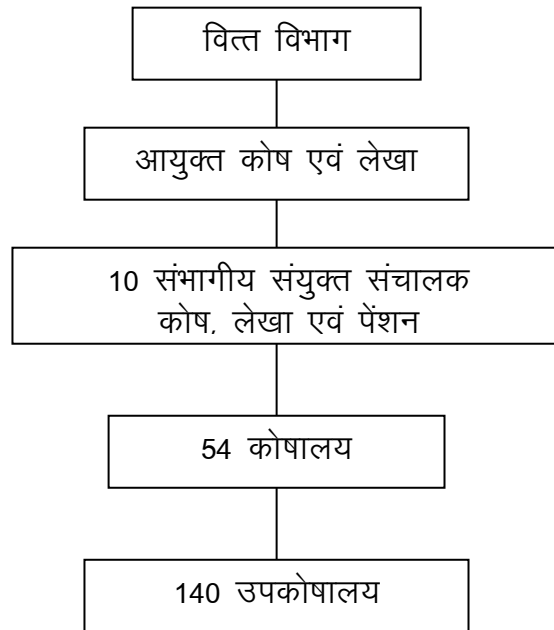 वित्त विभाग
आयुक्त कोष एवं लेखा
10 संभागीय संयुक्त संचालक
कोष, लेखा एवं पेंशन
54 कोषालय
140 उपकोषालय